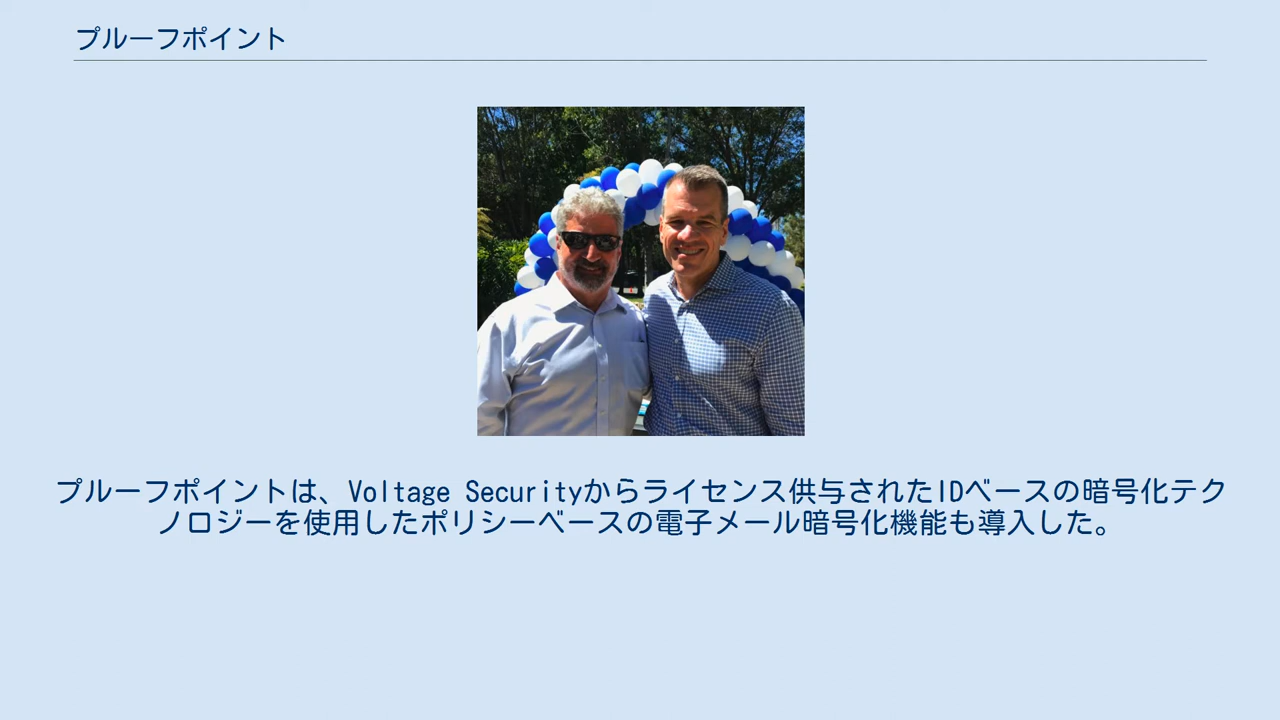 プルーフポイント
プルーフポイントは、Voltage Securityからライセンス供与されたIDベースの暗号化テク
ノロジーを使用したポリシーベースの電子メール暗号化機能も導入した。